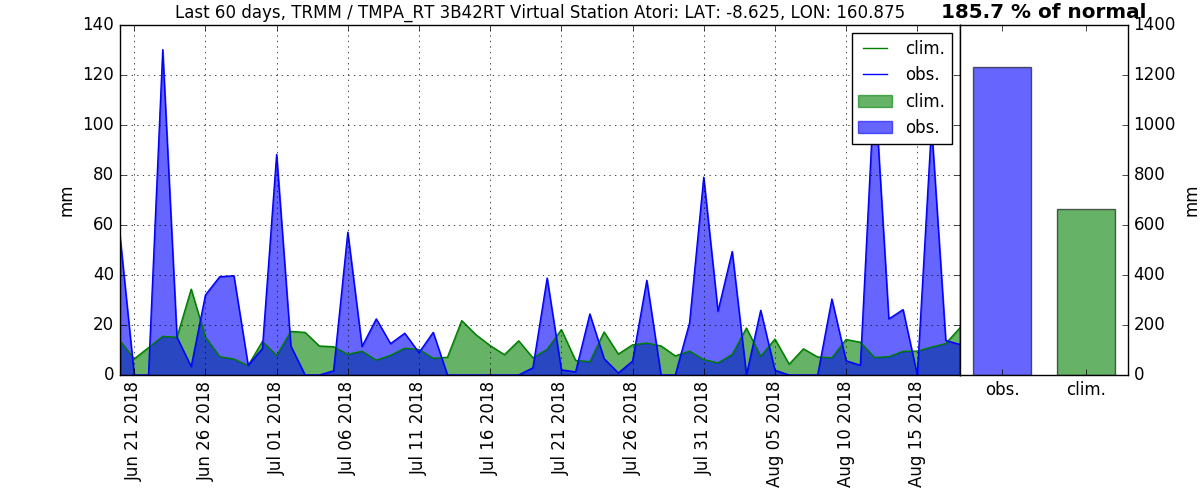 Last 60 days, TRMM / TMPA_RT 3B42RT Virtual Station Atori: LAT: -8.625, LON: 160.875
185.7 % of normal
140
120
100
80
60
40
20
0
mm
clim.
obs.
clim.
obs.
1400
1200
1000
800
600
400
200
0
mm
Jun 21 2018
Jun 26 2018
Jul 01 2018
Jul 06 2018
Jul 11 2018
Jul 16 2018
Jul 21 2018
Jul 26 2018
Jul 31 2018
Aug 05 2018
Aug 10 2018
Aug 15 2018
obs.
clim.